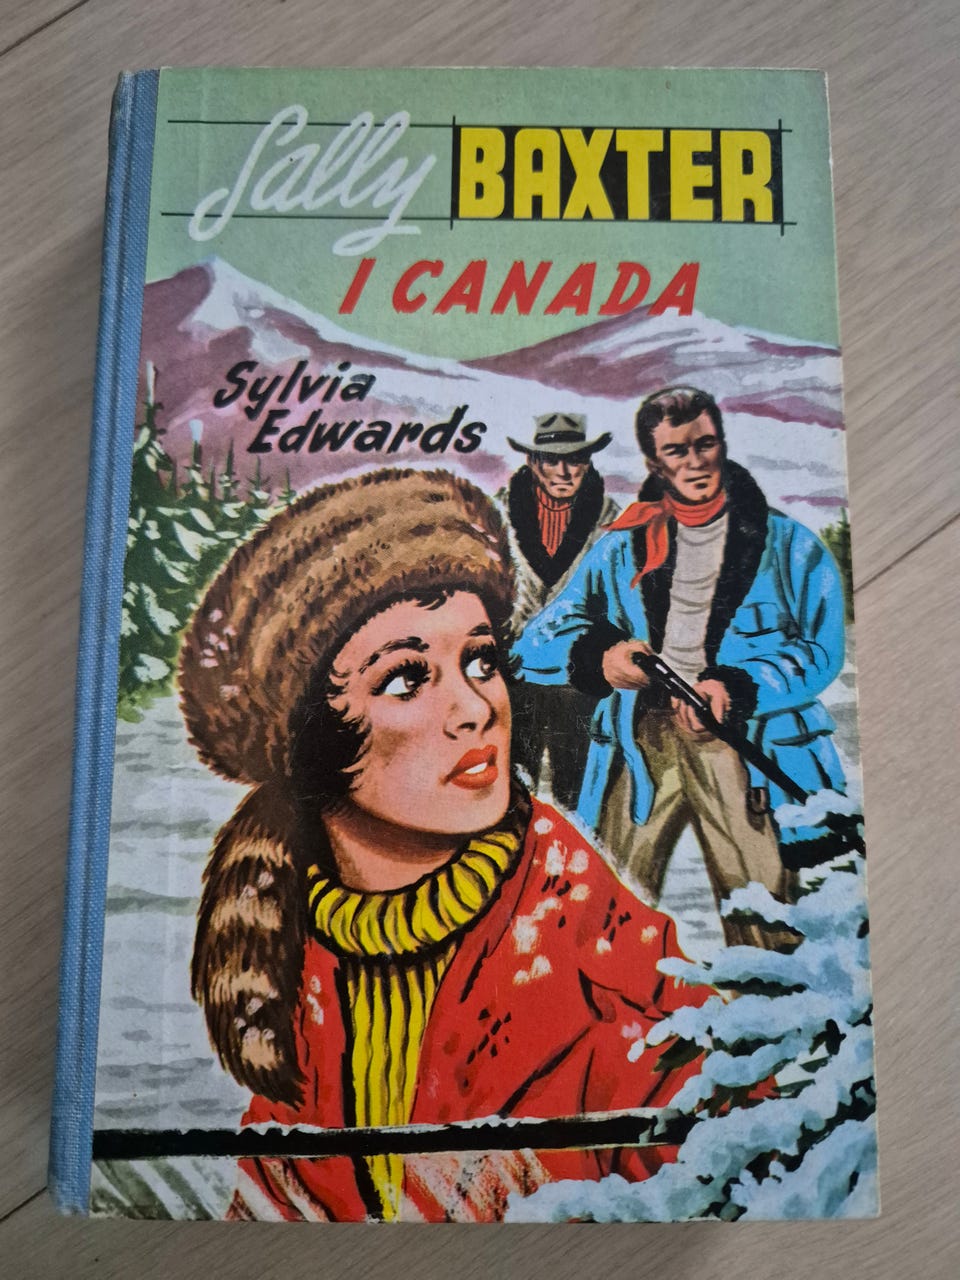 Sally BAXTER
I CANADA
Sylvia
Edwards